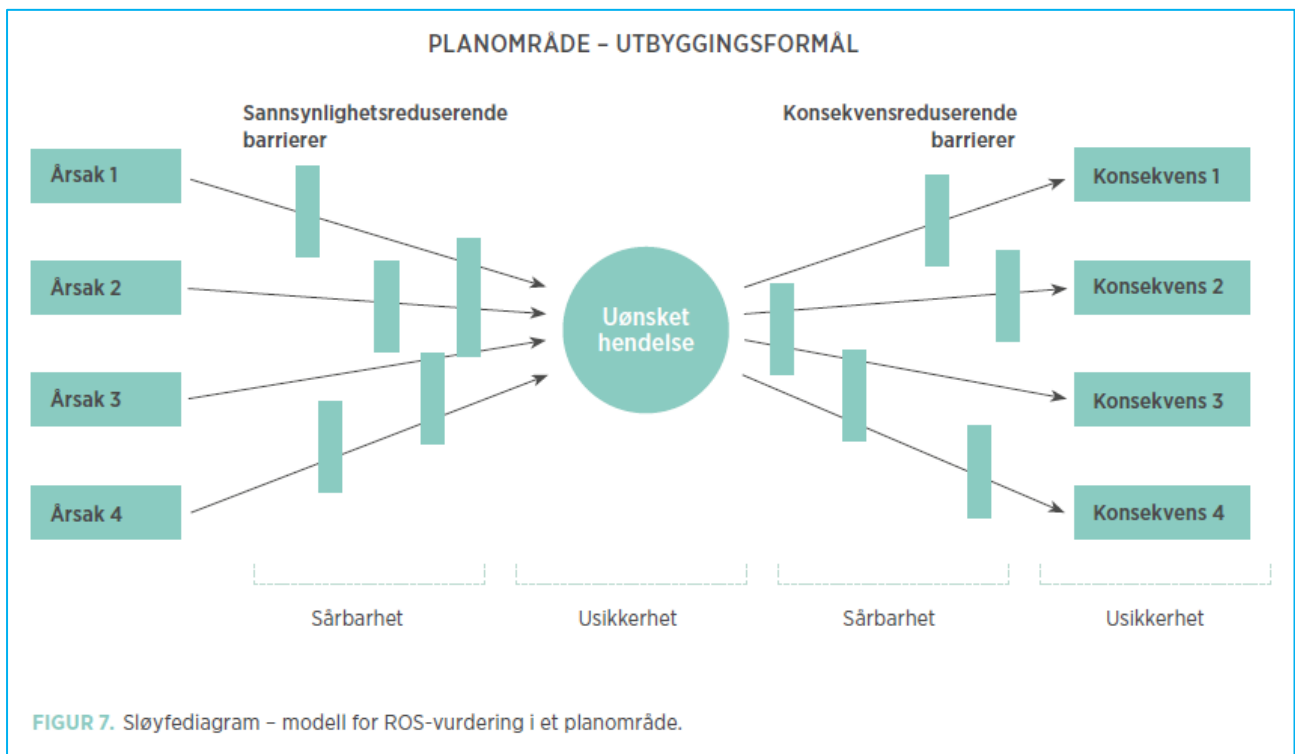 PLANOMRÅDE – UTBYGGINGSFORMÅL
Sannsynlighetsreduserende
barrierer
Konsekvensreduserende
barrierer
Årsak 1
Årsak 2
Årsak 3
Årsak 4
Uønsket
hendelse
Konsekvens 1
Konsekvens 2
Konsekvens 3
Konsekvens 4
Sårbarhet
Usikkerhet
Sårbarhet
Usikkerhet
FIGUR 7. Sløyfediagram – modell for ROS-vurdering i et planområde.